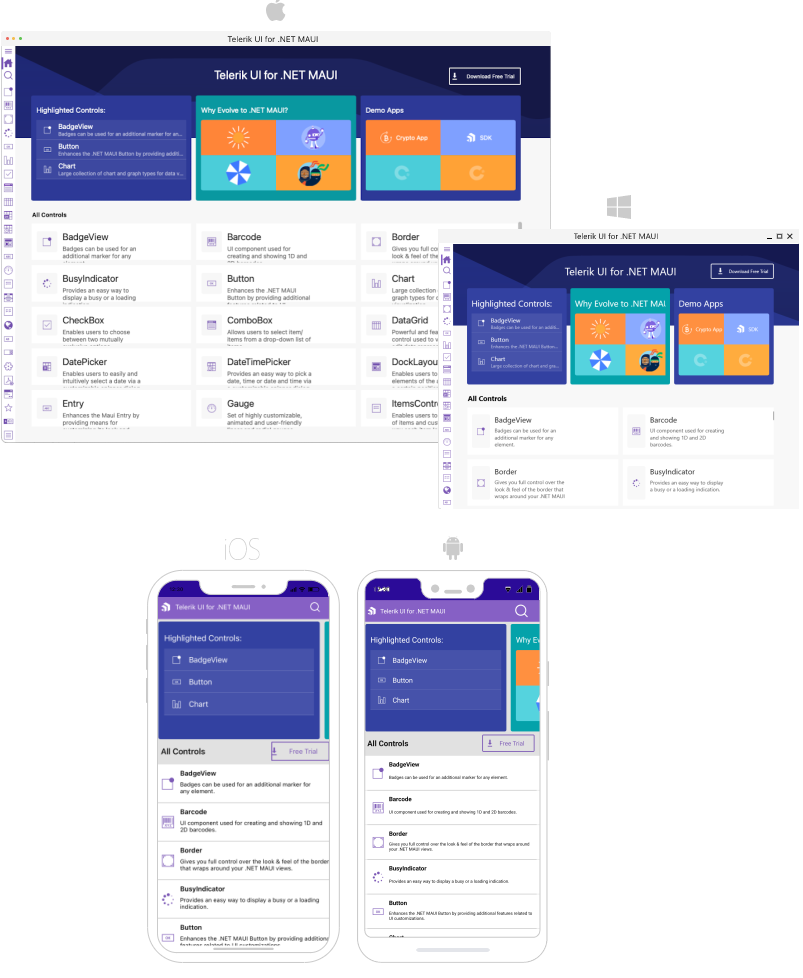 Telerik UI for .NET MAUI
Telerik UI for .NET MAUI
Download Free Trial
Highlighted Controls:
BadgeView
Badges can be used for an additional marker for an...
Button
Enhances the .NET MAUI Button by providing additi...
Chart
Large collection of chart and graph types for data v...
Why Evolve to .NET MAUI?
Demo Apps
Crypto App
SDK
All Controls
BadgeView
Badges can be used for an
additional marker for any
element.
Barcode
UI component used for
creating and showing 1D and
2D barcodes.
Border
Gives you full co
look & feel of the
BusyIndicator
Provides an easy way to
display a busy or a loading
indication.
Button
Enhances the .NET MAUI
Button by providing additional
features related to UI
Chart
Large collection
graph types for d
CheckBox
Enables users to choose
between two mutually
ComboBox
Allows users to select item/
items from a drop-down list of
DataGrid
Powerful and fea
control used to v
DatePicker
Enables users to easily and
intuitively select a date via a
DateTimePicker
Provides an easy way to pick a
date, time or date and time via
DockLayou
Enables users to
elements of the a
Entry
Enhances the Maui Entry by
providing means for
Gauge
Set of highly customizable,
animated and user-friendly
ItemsContro
Enables users to
of items and cus
Telerik UI for .NET MAUI
Telerik UI for .NET MAUI
Download Free Trial
Highlighted Controls:
BadgeView
Badges can be used for an additi...
Button
Enhances the .NET MAUI Button...
Chart
Large collection of chart and gra...
Why Evolve to .NET MAUI
Demo Apps
Crypto App
SDK
All Controls
BadgeView
Badges can be used for an
additional marker for any
element.
Barcode
UI component used for creating
and showing 1D and 2D
barcodes.
Border
Gives you full control over the
look & feel of the border that
wraps around your .NET MAUI
BusyIndicator
Provides an easy way to display
a busy or a loading indication.
iOS
Telerik UI for .NET MAUI
Highlighted Controls:
BadgeView
Button
Chart
All Controls
Free Trial
BadgeView
Badges can be used for an additional marker for
any element.
Barcode
UI component used for creating and showing 1D and
2D barcodes.
Border
Gives you full control over the look & feel of the border
that wraps around your .NET MAUI views.
BusyIndicator
Provides an easy way to display a busy or a loading
indication.
Button
Enhances the .NET MAUI Button by providing additional
features related to UI customizations.
Telerik UI for .NET MAUI
Highlighted Controls:
BadgeView
Button
Chart
Why Ev
All Controls
Free Trial
BadgeView
Badges can be used for an additional marker for any element.
Barcode
UI component used for creating and showing 1D and 2D barcodes.
Border
Gives you full control over the look & feel of the border that wraps around
your .NET MAUI views.
BusyIndicator
Provides an easy way to display a busy or a loading indication.
Button
Enhances the .NET MAUI Button by providing additional features related to
UI customizations.
Chart